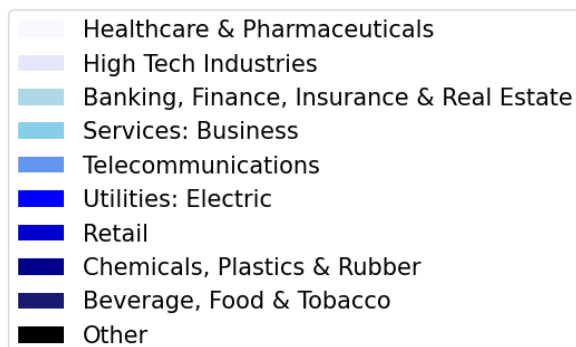 Healthcare & Pharmaceuticals
High Tech Industries
Banking, Finance, Insurance & Real Estate
Services: Business
Telecommunications
Utilities: Electric
Retail
Chemicals, Plastics & Rubber
Beverage, Food & Tobacco
Other